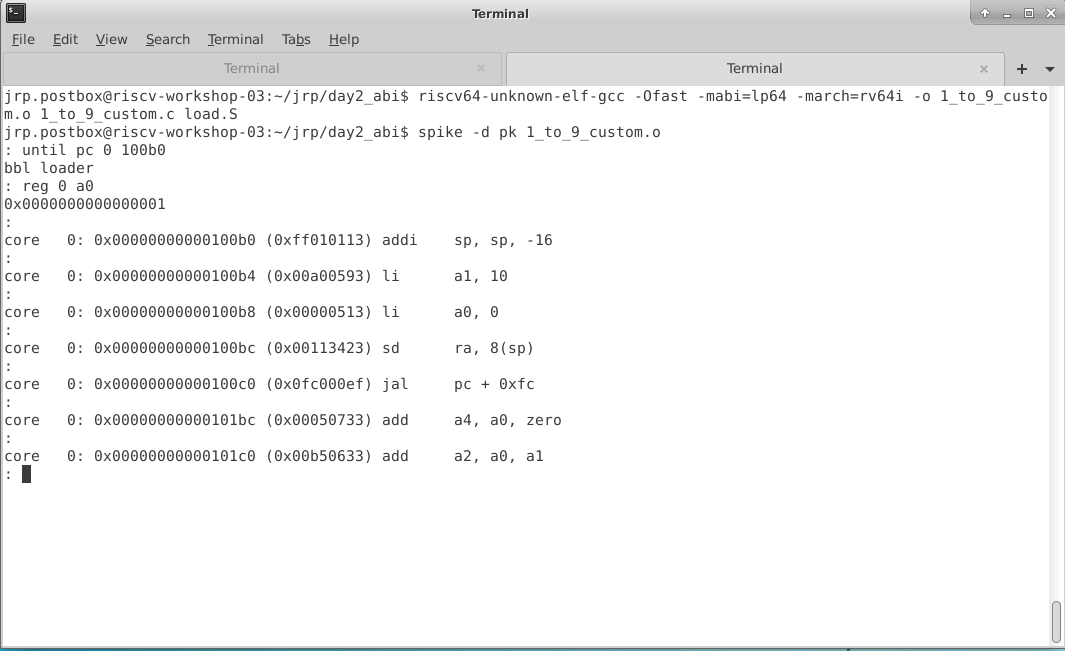 Terminal
File Edit View Search Terminal Tabs Help
Terminal Terminal
jrp.postbox@riscv-workshop-03:~/jrp/day2_abi$ riscv64-unknown-elf-gcc -Ofast -mabi=lp64 -march=rv64i -o 1_to_9_custo
m.o 1_to_9_custom.c load.S
jrp.postbox@riscv-workshop-03:~/jrp/day2_abi$ spike -d pk 1_to_9_custom.o
: until pc 0 100b0
bbl loader
: reg 0 a0
0x0000000000000001
:
core   0: 0x00000000000100b0 (0xff010113) addi    sp, sp, -16
:
core   0: 0x00000000000100b4 (0x00a00593) li      a1, 10
:
core   0: 0x00000000000100b8 (0x00000513) li      a0, 0
:
core   0: 0x00000000000100bc (0x00113423) sd      ra, 8(sp)
:
core   0: 0x00000000000100c0 (0x0fc000ef) jal     pc + 0xfc
:
core   0: 0x00000000000101bc (0x00050733) add     a4, a0, zero
:
core   0: 0x00000000000101c0 (0x00b50633) add     a2, a0, a1
: